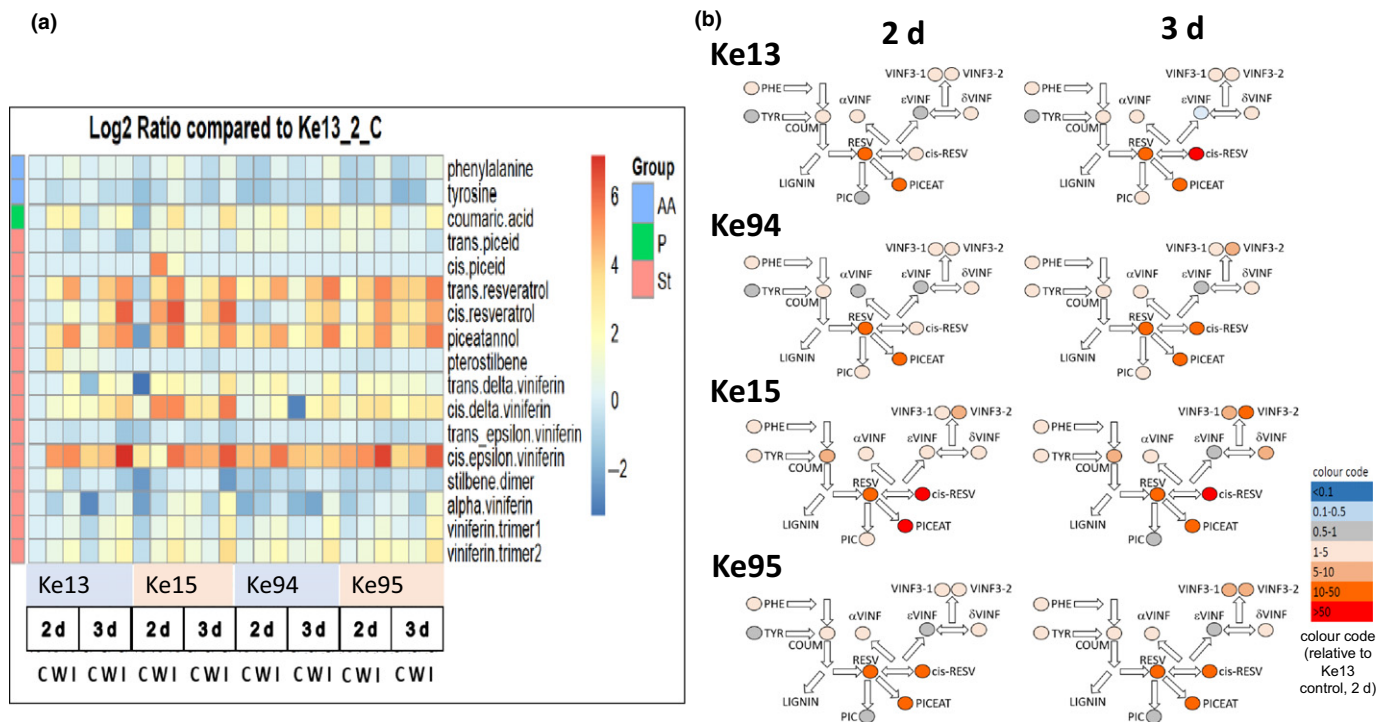 (a)
Log2 Ratio compared to Ke13_2_C
phenylalanine
tyrosine
coumaric.acid
trans.piceid
cis.piceid
trans.resveratrol
cis.resveratrol
piceatannol
pterostilbene
trans.delta.viniferin
cis.delta.viniferin
trans_epsilon.viniferin
cis.epsilon.viniferin
stilbene.dimer
alpha.viniferin
viniferin.trimer1
viniferin.trimer2
6
4
2
0
−2
Group
AA
P
St
Ke13 Ke15 Ke94 Ke95
2 d 3 d 2 d 3 d 2 d 3 d 2 d 3 d
C W I C W I C W I C W I C W I C W I C W I C W I
(b)
2 d 3 d
Ke13
VINF3-1 VINF3-2
PHE
αVINF εVINF δVINF
TYR
COUM
RESV
cis-RESV
LIGNIN
PICEAT
PIC
VINF3-1 VINF3-2
PHE
αVINF εVINF δVINF
TYR
COUM
RESV
cis-RESV
LIGNIN
PICEAT
PIC
Ke94
VINF3-1 VINF3-2
PHE
αVINF εVINF δVINF
TYR
COUM
RESV
cis-RESV
LIGNIN
PICEAT
PIC
VINF3-1 VINF3-2
PHE
αVINF εVINF δVINF
TYR
COUM
RESV
cis-RESV
LIGNIN
PICEAT
PIC
Ke15
VINF3-1 VINF3-2
PHE
αVINF εVINF δVINF
TYR
COUM
RESV
cis-RESV
LIGNIN
PICEAT
PIC
VINF3-1 VINF3-2
PHE
αVINF εVINF δVINF
TYR
COUM
RESV
cis-RESV
LIGNIN
PICEAT
PIC
Ke95
VINF3-1 VINF3-2
PHE
αVINF εVINF δVINF
TYR
COUM
RESV
cis-RESV
LIGNIN
PICEAT
PIC
VINF3-1 VINF3-2
PHE
αVINF εVINF δVINF
TYR
COUM
RESV
cis-RESV
LIGNIN
PICEAT
PIC
colour code
<0.1
0.1-0.5
0.5-1
1-5
5-10
10-50
>50
colour code
(relative to
Ke13
control, 2 d)